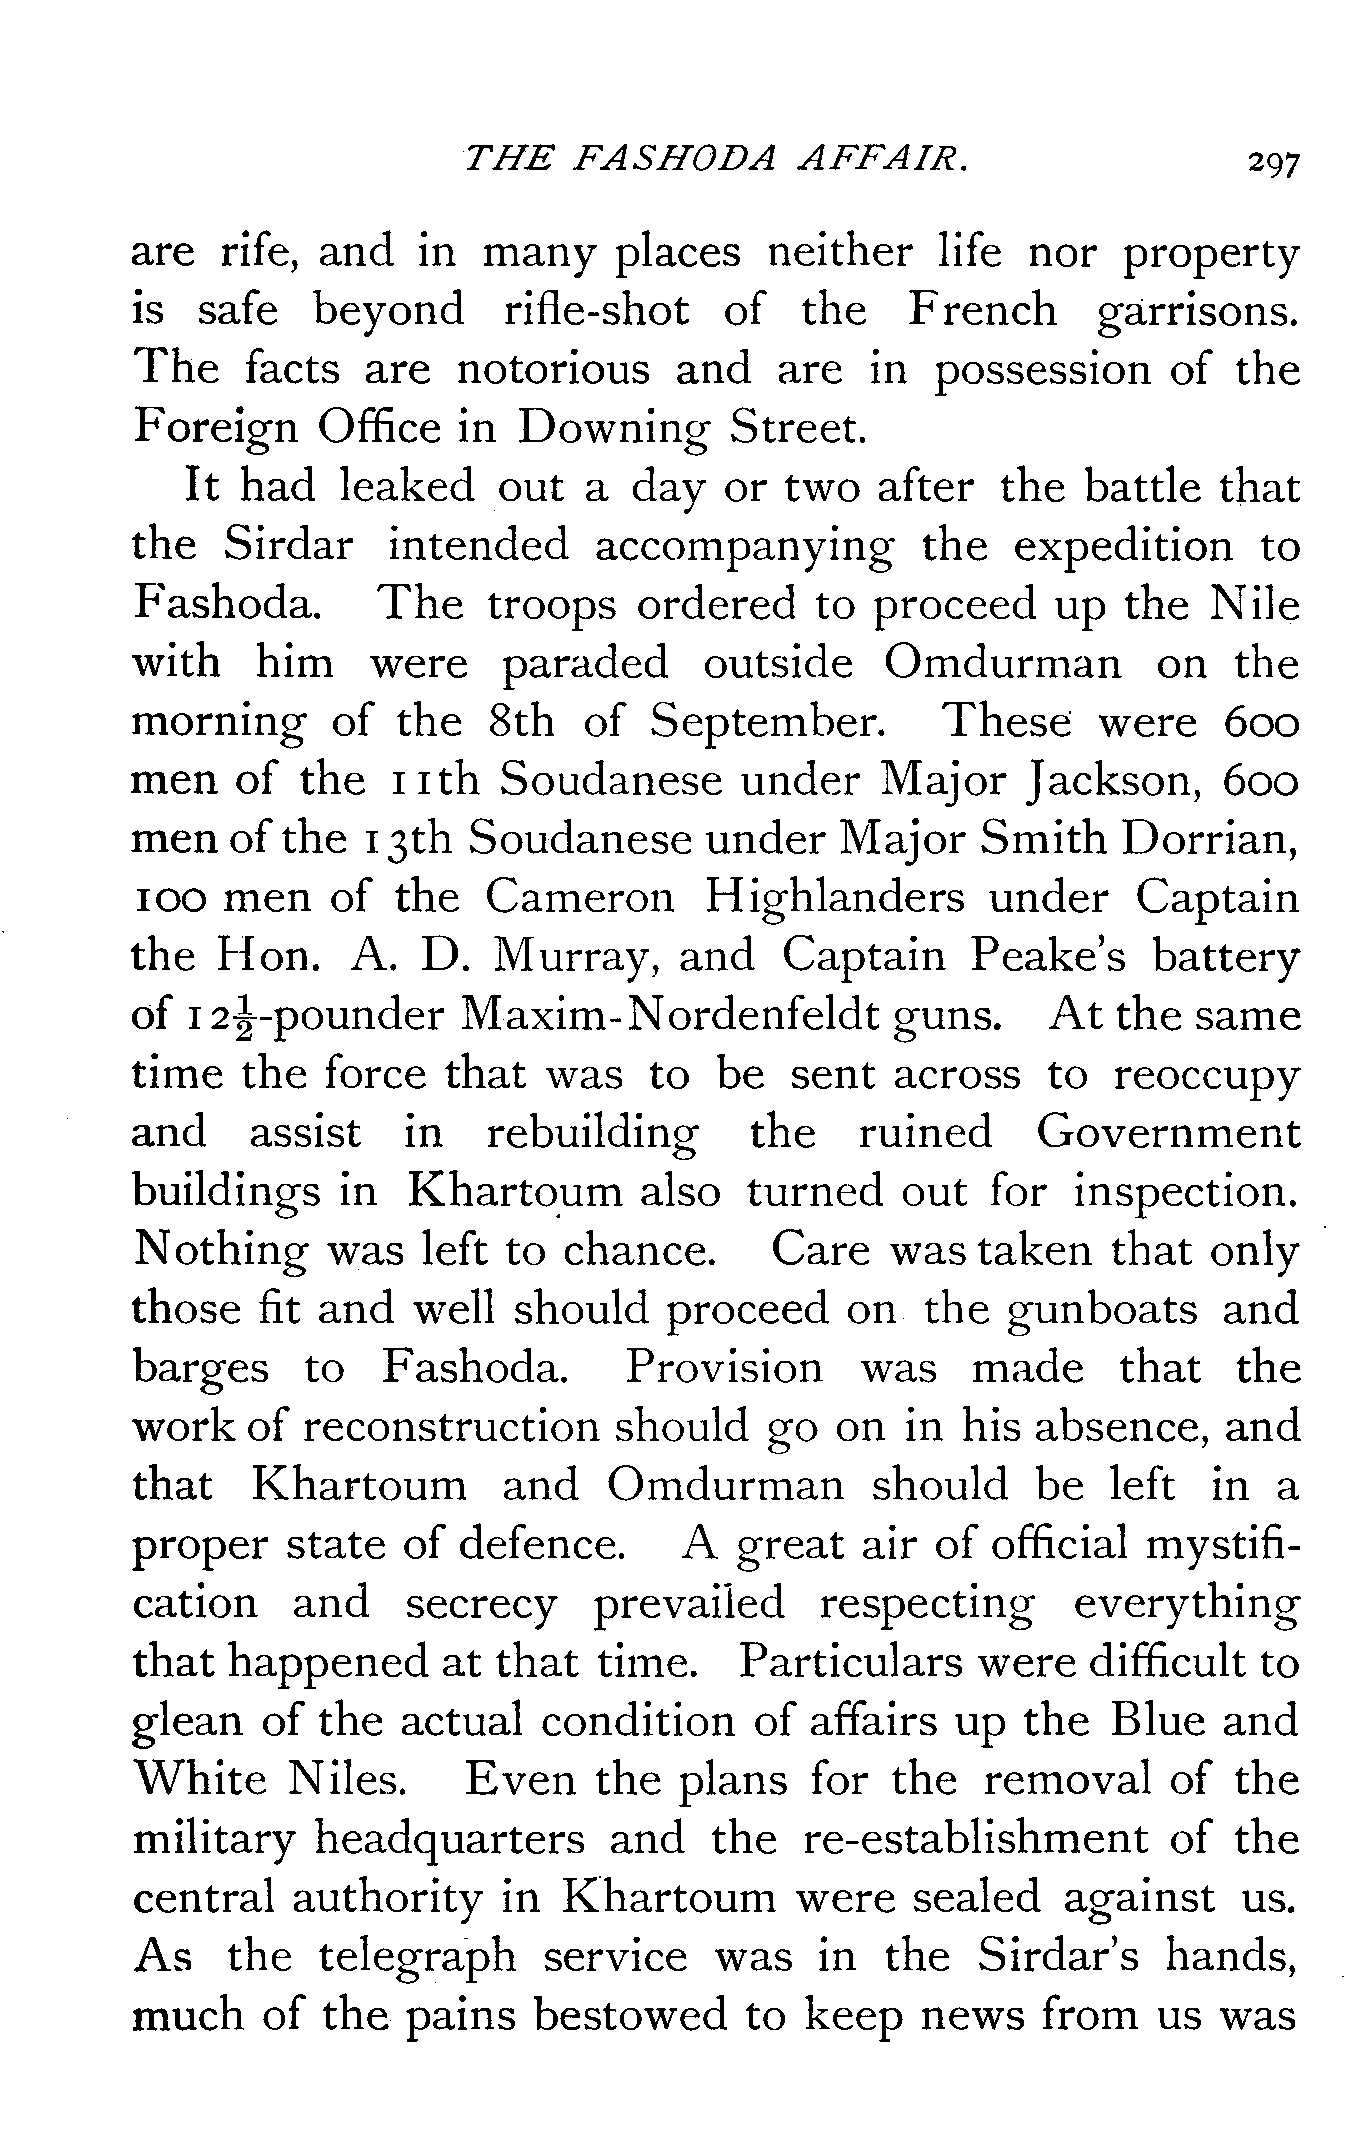 THE FASHODA AFFAIR. 297
are rife, and in many places neither life nor property
is safe beyond rifle-shot of the French garrisons.
The facts are notorious and are in possession of the
Foreign Office in Downing Street.
It had leaked out a day or two after the battle that
the Sirdar intended accompanying the expedition to
Fashoda. The troops ordered to proceed up the Nile
with him were paraded outside Omdurman on the
morning of the 8th of September. These were 600
men of the 11th Soudanese under Major Jackson, 600
men of the 13th Soudanese under Major Smith Dorrian,
100 men of the Cameron Highlanders under Captain
the Hon. A. D. Murray, and Captain Peake's battery
of 12½-pounder Maxim-Nordenfeldt guns. At the same
time the force that was to be sent across to reoccupy
and assist in rebuilding the ruined Government
buildings in Khartoum also turned out for inspection.
Nothing was left to chance. Care was taken that only
those fit and well should proceed on the gunboats and
barges to Fashoda. Provision was made that the
work of reconstruction should go on in his absence, and
that Khartoum and Omdurman should be left in a
proper state of defence. A great air of official mystifi-
cation and secrecy prevailed respecting everything
that happened at that time. Particulars were difficult to
glean of the actual condition of affairs up the Blue and
White Niles. Even the plans for the removal of the
military headquarters and the re-establishment of the
central authority in Khartoum were sealed against us.
As the telegraph service was in the Sirdar's hands,
much of the pains bestowed to keep news from us was